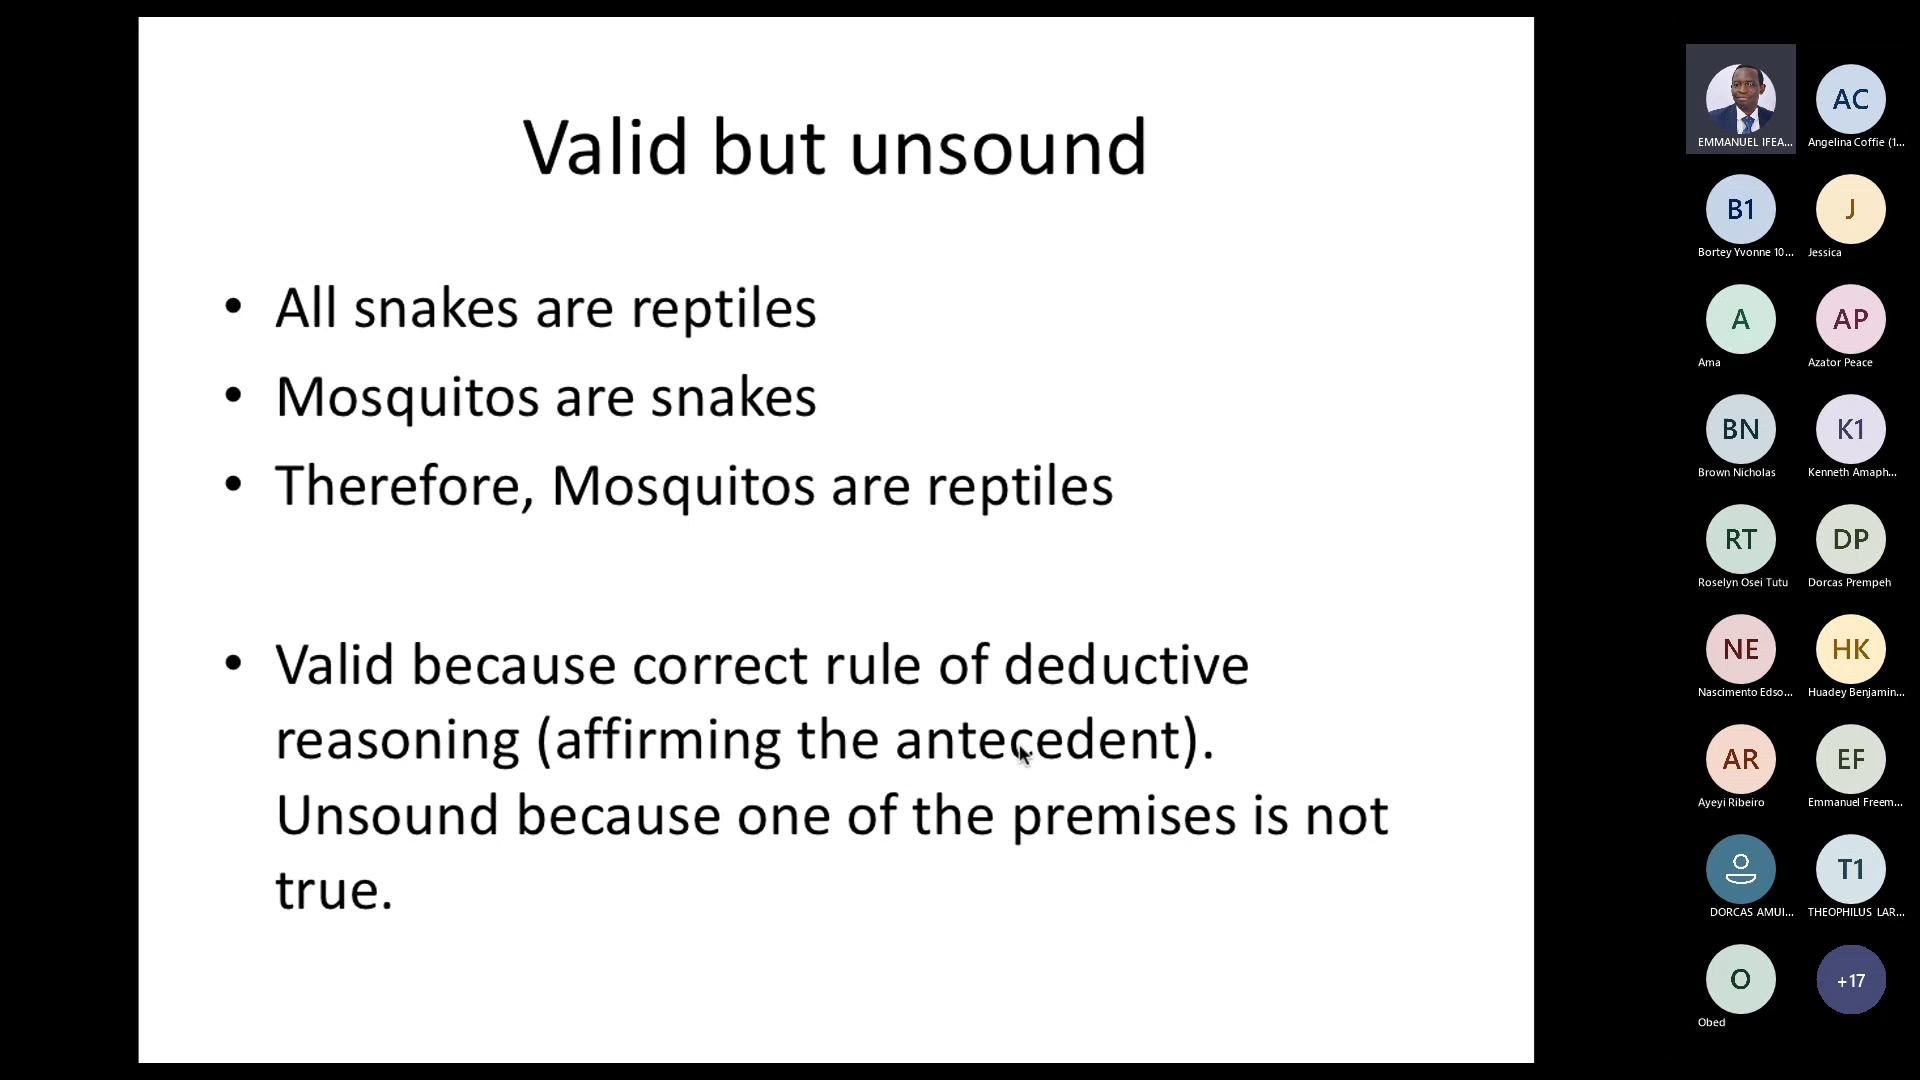 Valid but unsound
• All snakes are reptiles
• Mosquitos are snakes
• Therefore, Mosquitos are reptiles
• Valid because correct rule of deductive
reasoning (affirming the antecedent).
Unsound because one of the premises is not
true.
EMMANUEL IFEA...
AC
Angelina Coffie (1...
B1
Bortey Yvonne 10...
J
Jessica
A
Ama
AP
Azator Peace
BN
Brown Nicholas
K1
Kenneth Amaph...
RT
Roselyn Osei Tutu
DP
Dorcas Prempeh
NE
Nascimento Edso...
HK
Huadey Benjamin...
AR
Ayeyi Ribeiro
EF
Emmanuel Freem...
DORCAS AMUI...
T1
THEOPHILUS LAR...
O
Obed
+17